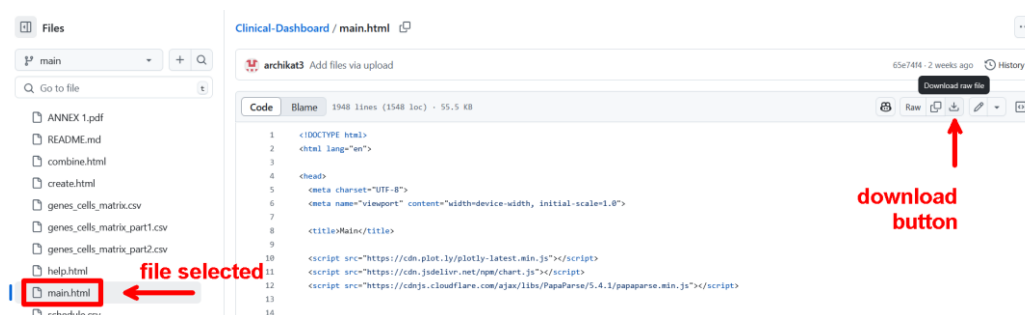 Files
main
Go to file
t
ANNEX 1.pdf
README.md
combine.html
create.html
genes_cells_matrix.csv
genes_cells_matrix_part1.csv
genes_cells_matrix_part2.csv
help.html
main.html
schedule.csv
file selected
Clinical-Dashboard / main.html
archikat3 Add files via upload
65e74f4 · 2 weeks ago
History
Download raw file
Code Blame 1948 lines (1548 loc) · 55.5 KB
Raw
1 <!DOCTYPE html>
2 <html lang="en">
3
4 <head>
5 <meta charset="UTF-8">
6 <meta name="viewport" content="width=device-width, initial-scale=1.0">
7
8 <title>Main</title>
9
10 <script src="https://cdn.plot.ly/plotly-latest.min.js"></script>
11 <script src="https://cdn.jsdelivr.net/npm/chart.js"></script>
12 <script src="https://cdnjs.cloudflare.com/ajax/libs/PapaParse/5.4.1/papaparse.min.js"></script>
13
14
download
button